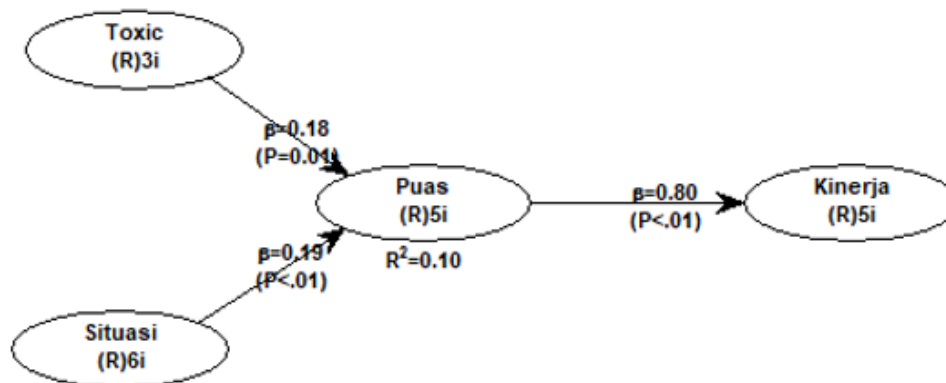 Toxic
(R)3i
β=0.18
(P=0.01)
Puas
(R)5i
R²=0.10
β=0.80
(P<.01)
Kinerja
(R)5i
β=0.19
(P<.01)
Situasi
(R)6i